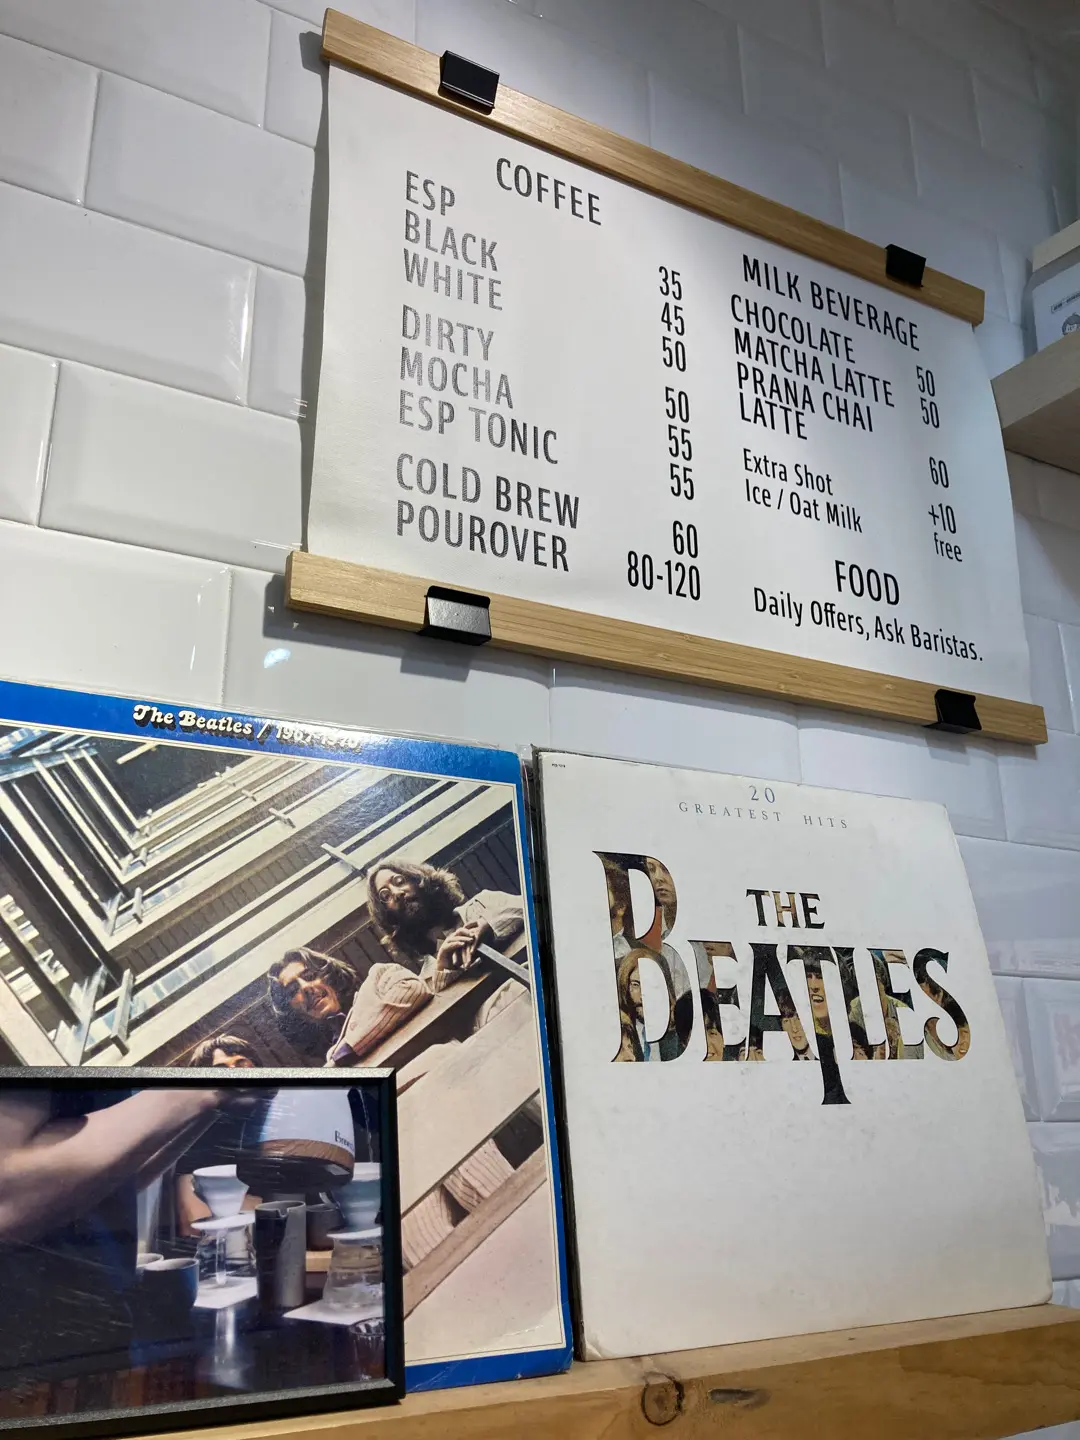 COFFEE
ESP 35
BLACK 45
WHITE 50
DIRTY 50
MOCHA 55
ESP TONIC 55
COLD BREW 60
POUROVER 80-120
MILK BEVERAGE
CHOCOLATE 50
MATCHA LATTE 50
PRANA CHAI
LATTE 60
Extra Shot +10
Ice / Oat Milk free
FOOD
Daily Offers, Ask Baristas.
The Beatles / 1967-1970
20
GREATEST HITS
THE
BEATLES